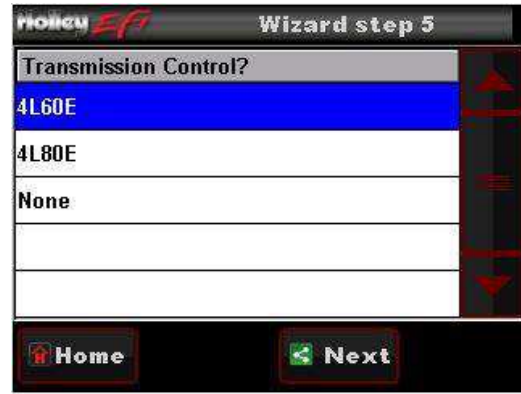 Holley EFI Wizard step 5
Transmission Control?
4L60E
4L80E
None
Home Next